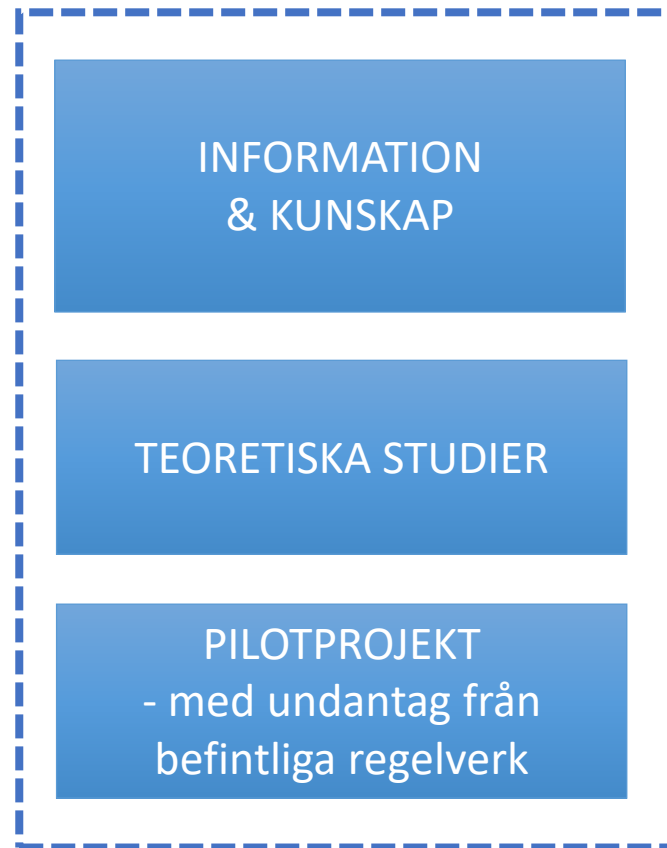 INFORMATION
& KUNSKAP
TEORETISKA STUDIER
PILOTPROJEKT
- med undantag från
befintliga regelverk